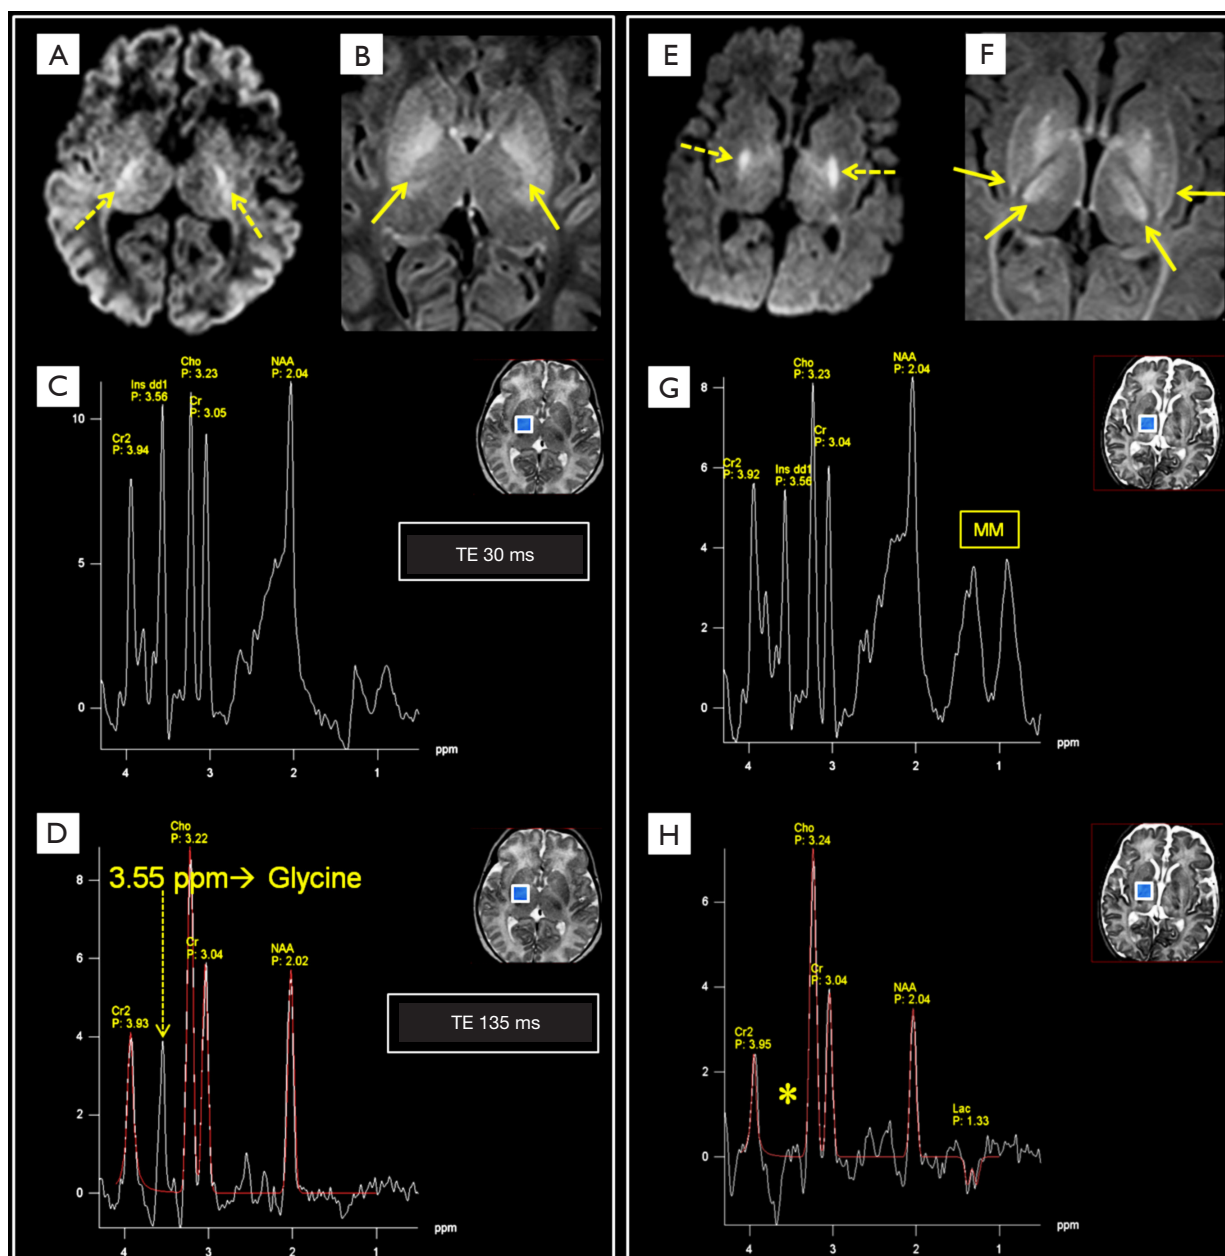 A
B
E
F
C
Cho
P: 3.23
NAA
P: 2.04
Ins dd1
P: 3.56
Cr
P: 3.05
Cr2
P: 3.94
10
5
0
4
3
2
1
ppm
TE 30 ms
G
Cho
P: 3.23
NAA
P: 2.04
Cr
P: 3.04
Cr2
P: 3.92
Ins dd1
P: 3.56
MM
8
6
4
2
0
4
3
2
1
ppm
D
Cho
P: 3.22
3.55 ppm→ Glycine
Cr
P: 3.04
NAA
P: 2.02
Cr2
P: 3.93
8
6
4
2
0
4
3
2
1
ppm
TE 135 ms
H
Cho
P: 3.24
Cr
P: 3.04
NAA
P: 2.04
Cr2
P: 3.95
*
Lac
P: 1.33
6
4
2
0
4
3
2
1
ppm